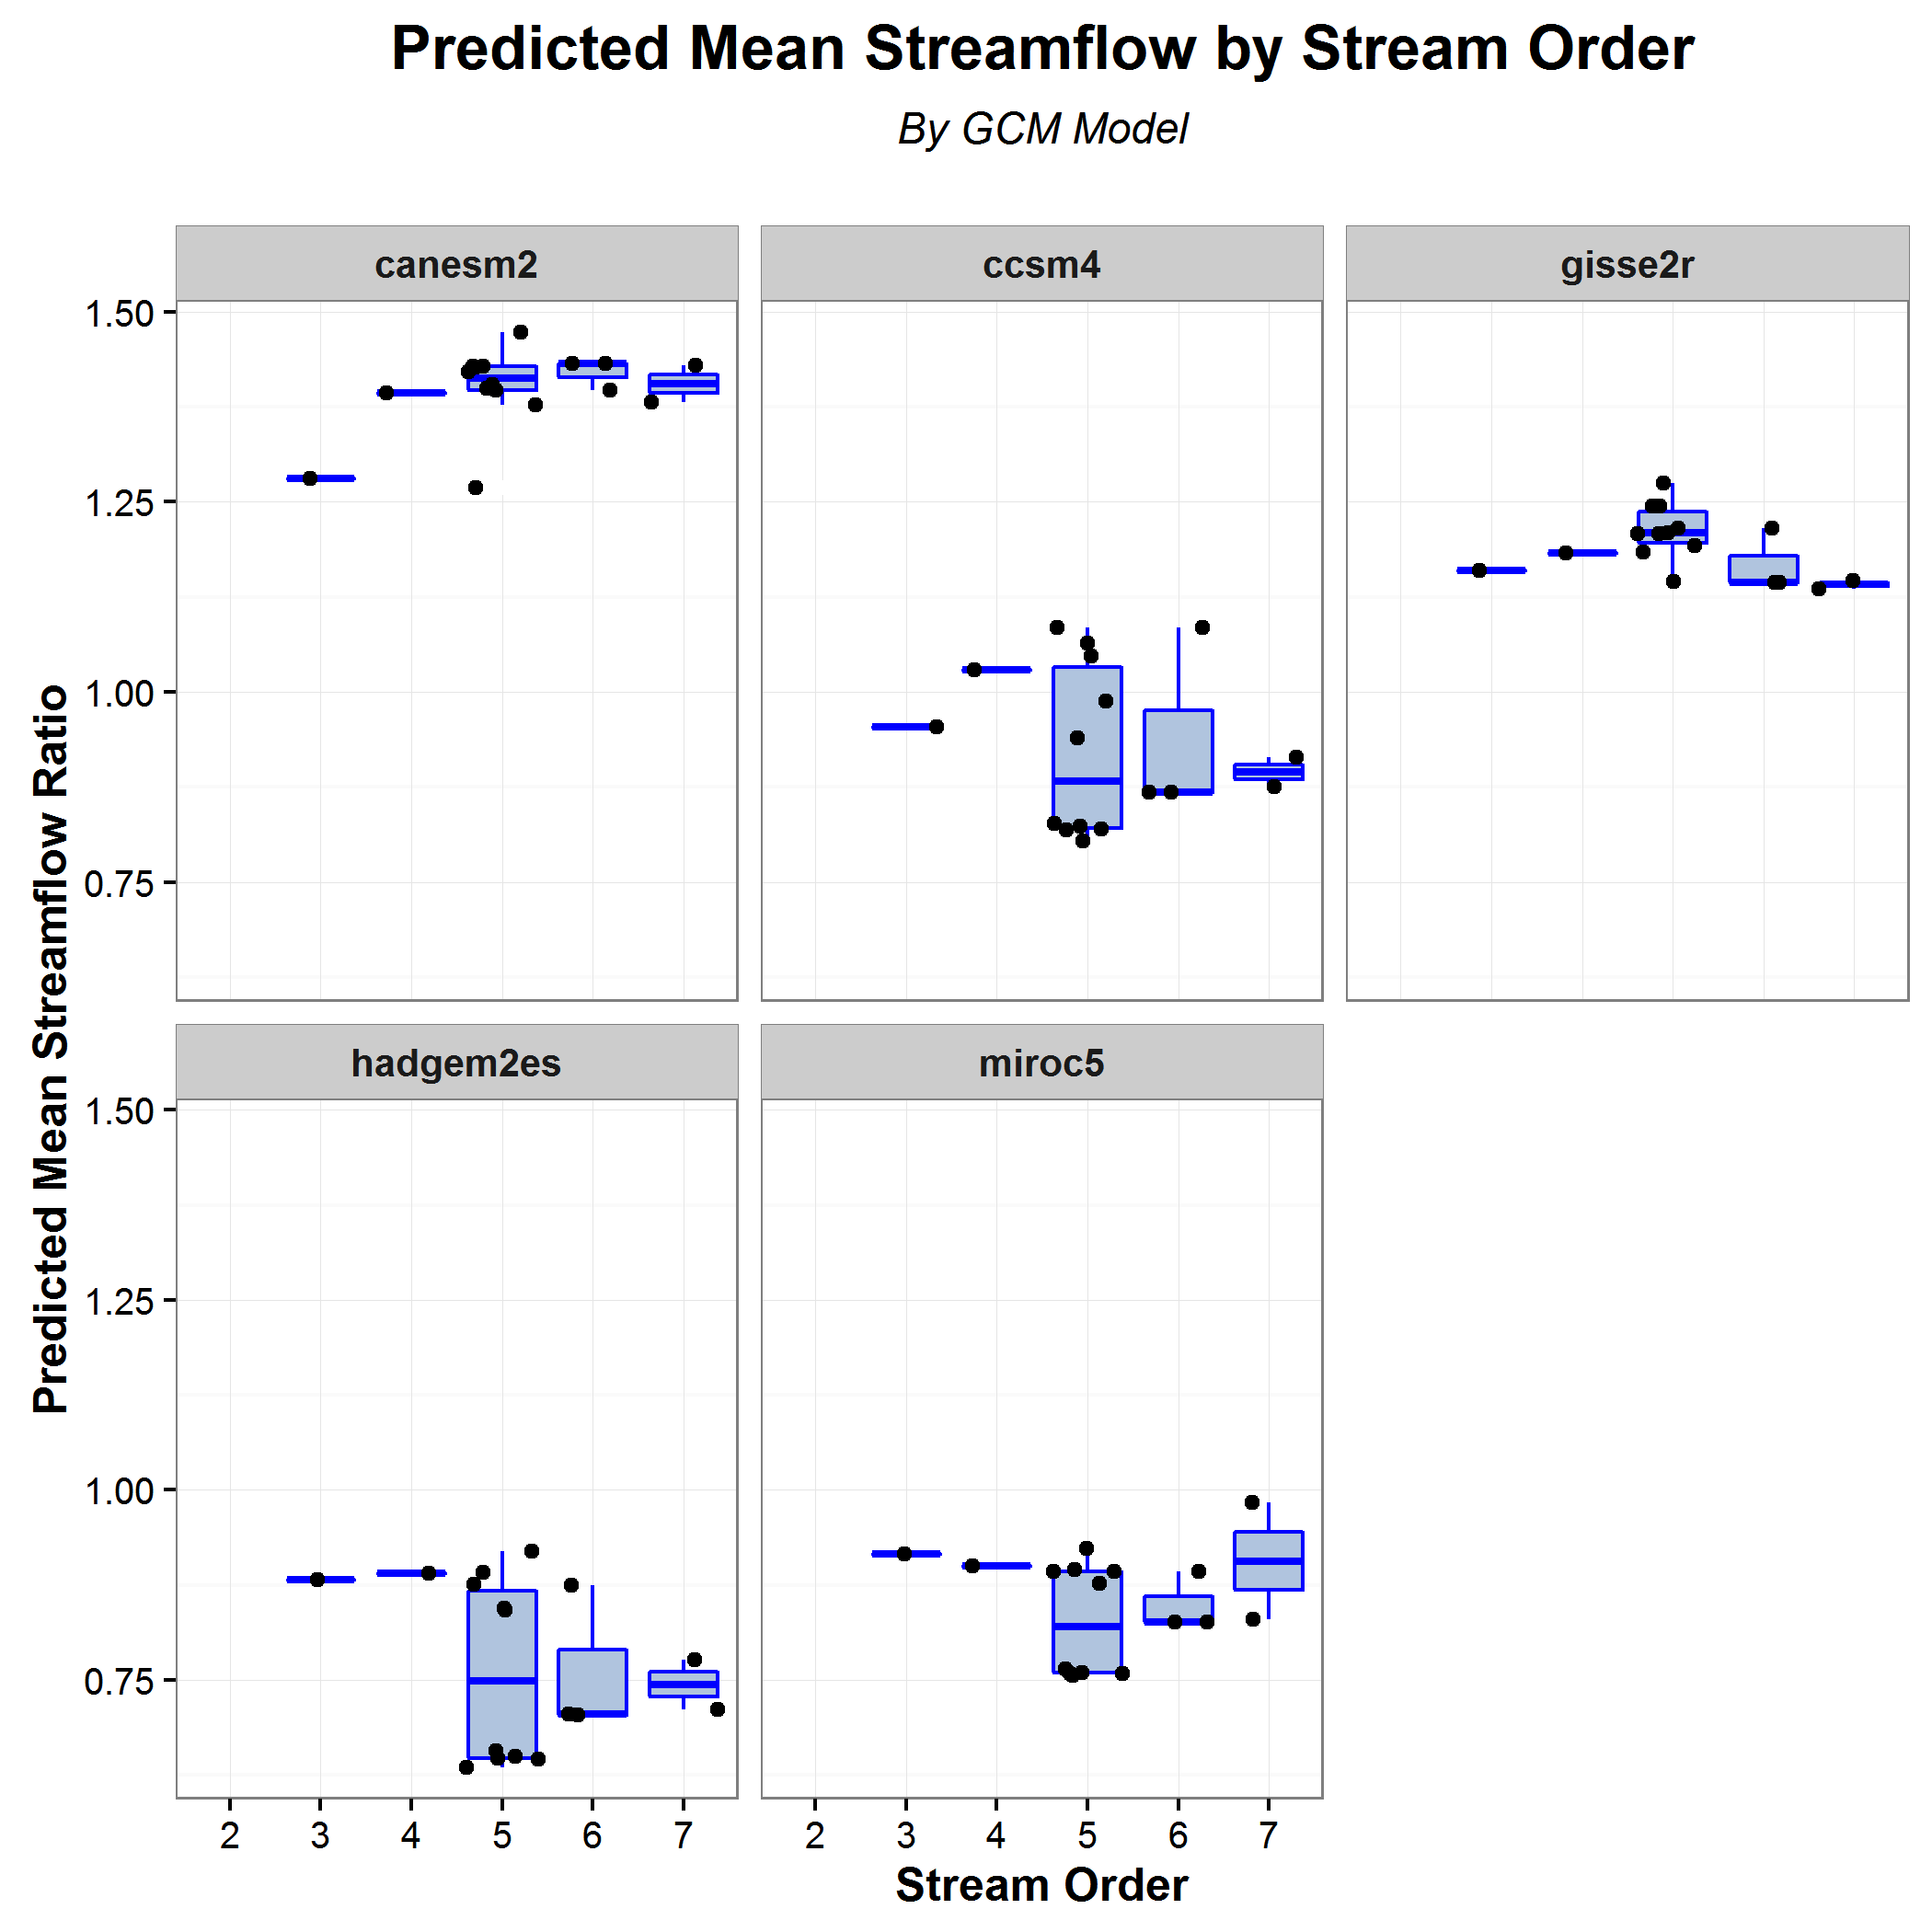 Predicted Mean Streamflow by Stream Order
By GCM Model
canesm2
ccsm4
gisse2r
1.50
1.25
1.00
0.75
Predicted Mean Streamflow Ratio
hadgem2es
miroc5
1.50
1.25
1.00
0.75
2 3 4 5 6 7
2 3 4 5 6 7
Stream Order